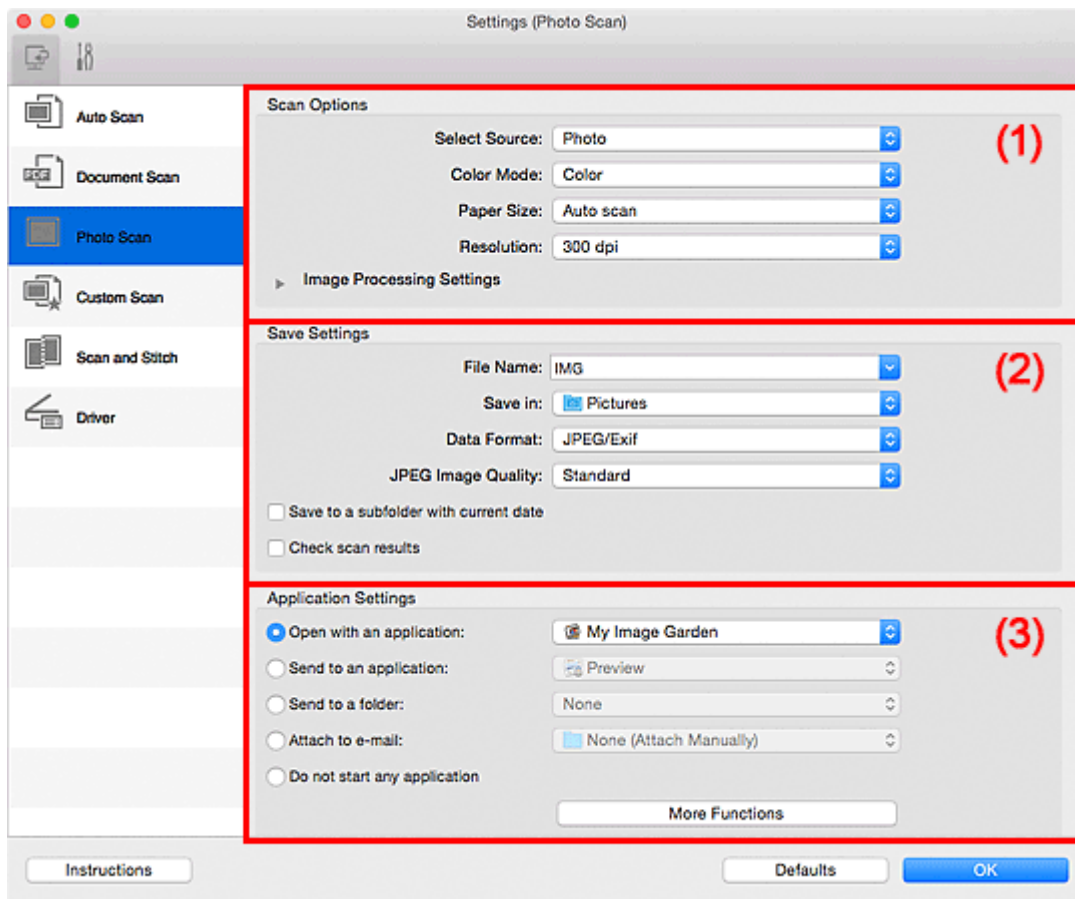 Settings (Photo Scan)
Auto Scan
PDF
Document Scan
Photo Scan
Custom Scan
Scan and Stitch
Driver
Scan Options
(1)
Select Source: Photo
Color Mode: Color
Paper Size: Auto scan
Resolution: 300 dpi
Image Processing Settings
Save Settings
(2)
File Name: IMG
Save in: Pictures
Data Format: JPEG/Exif
JPEG Image Quality: Standard
Save to a subfolder with current date
Check scan results
Application Settings
(3)
Open with an application: My Image Garden
Send to an application: Preview
Send to a folder: None
Attach to e-mail: None (Attach Manually)
Do not start any application
More Functions
Instructions Defaults OK